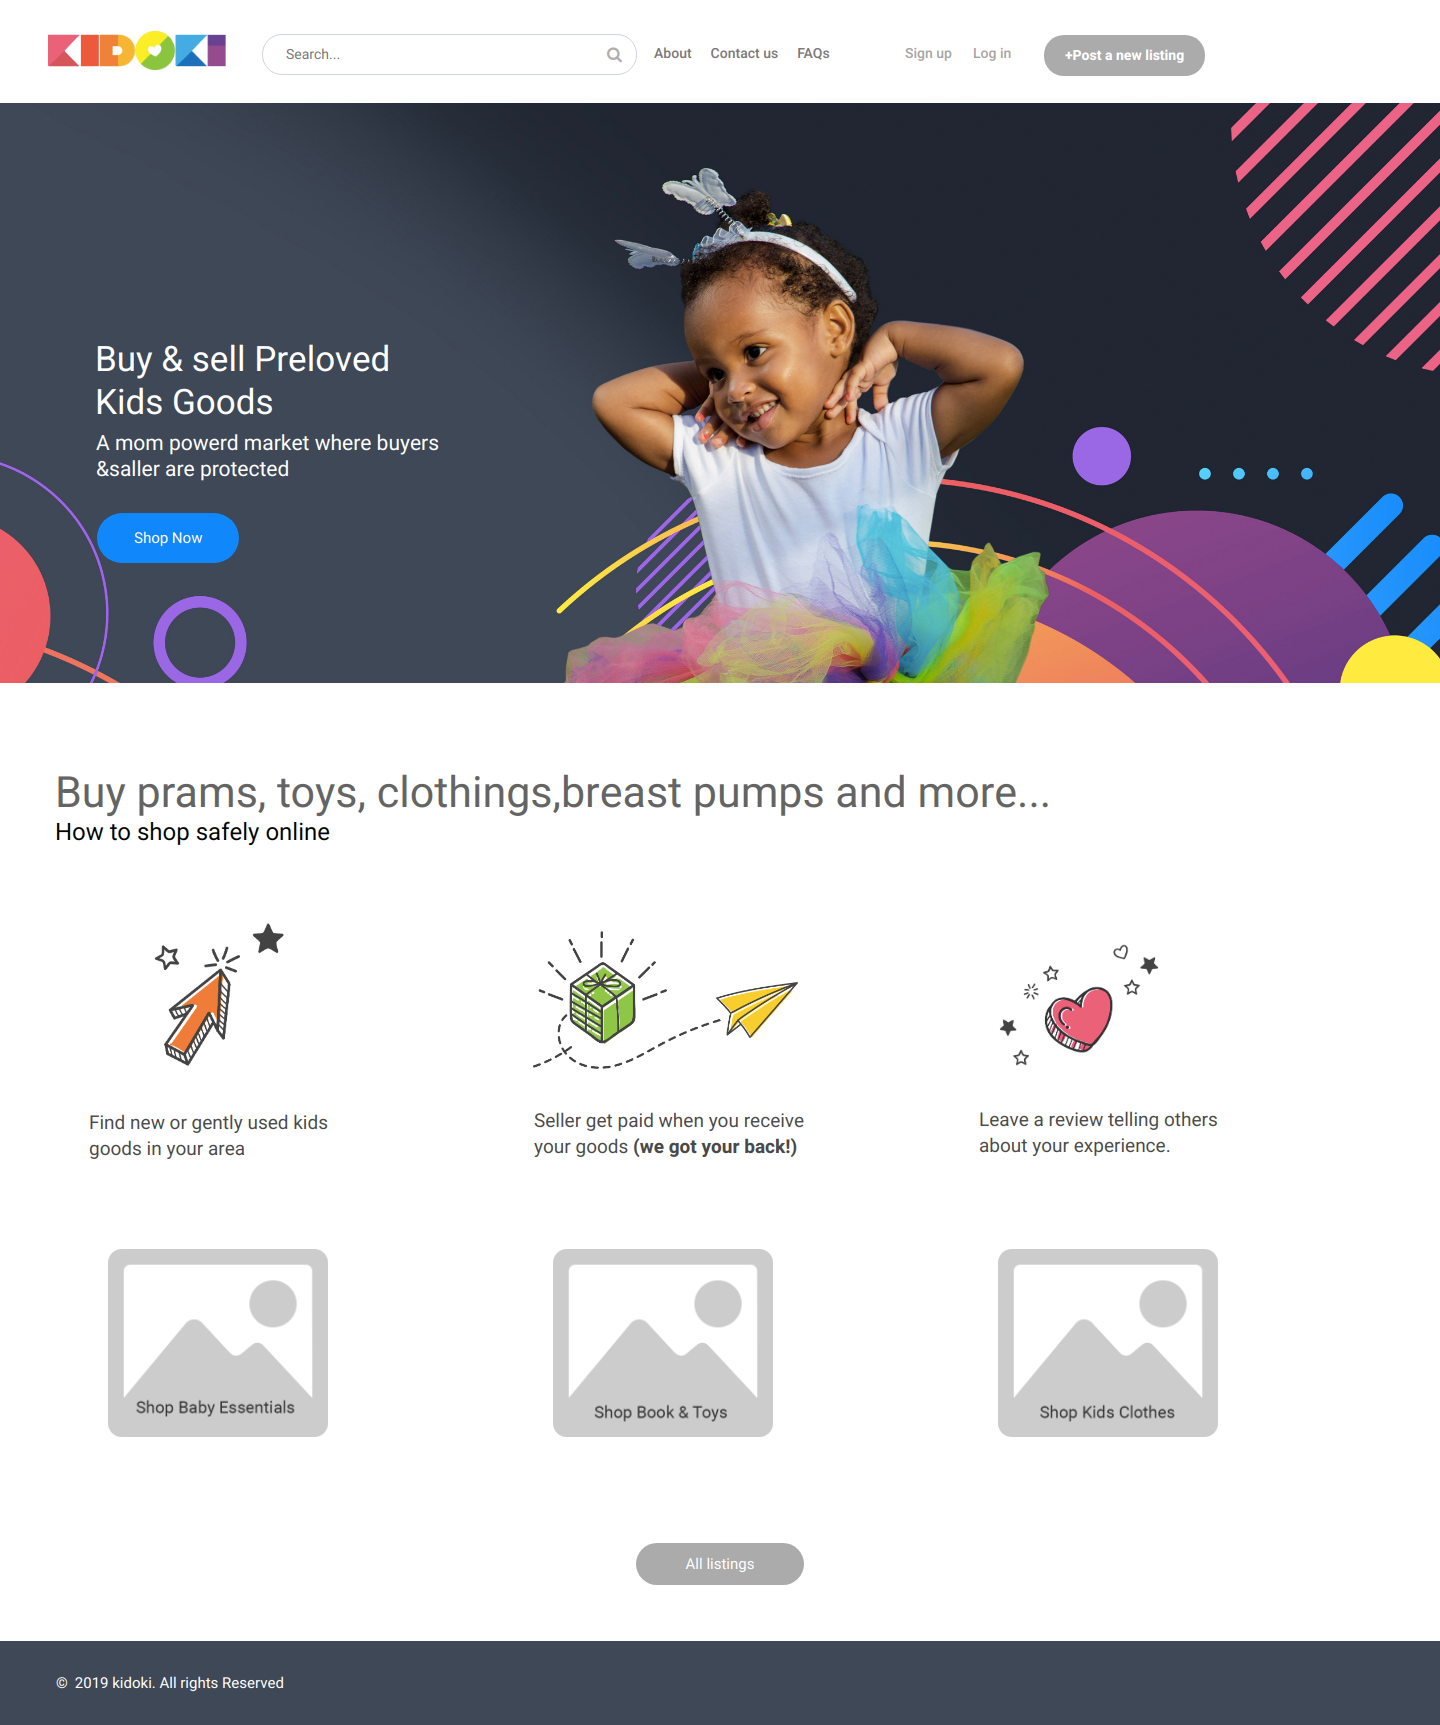 KIDOKI
Search...
About Contact us FAQs
Sign up Log in
+Post a new listing
Buy & sell Preloved
Kids Goods
A mom powerd market where buyers
&saller are protected
Shop Now
Buy prams, toys, clothings,breast pumps and more...
How to shop safely online
Find new or gently used kids
goods in your area
Seller get paid when you receive
your goods (we got your back!)
Leave a review telling others
about your experience.
Shop Baby Essentials
Shop Book & Toys
Shop Kids Clothes
All listings
© 2019 kidoki. All rights Reserved